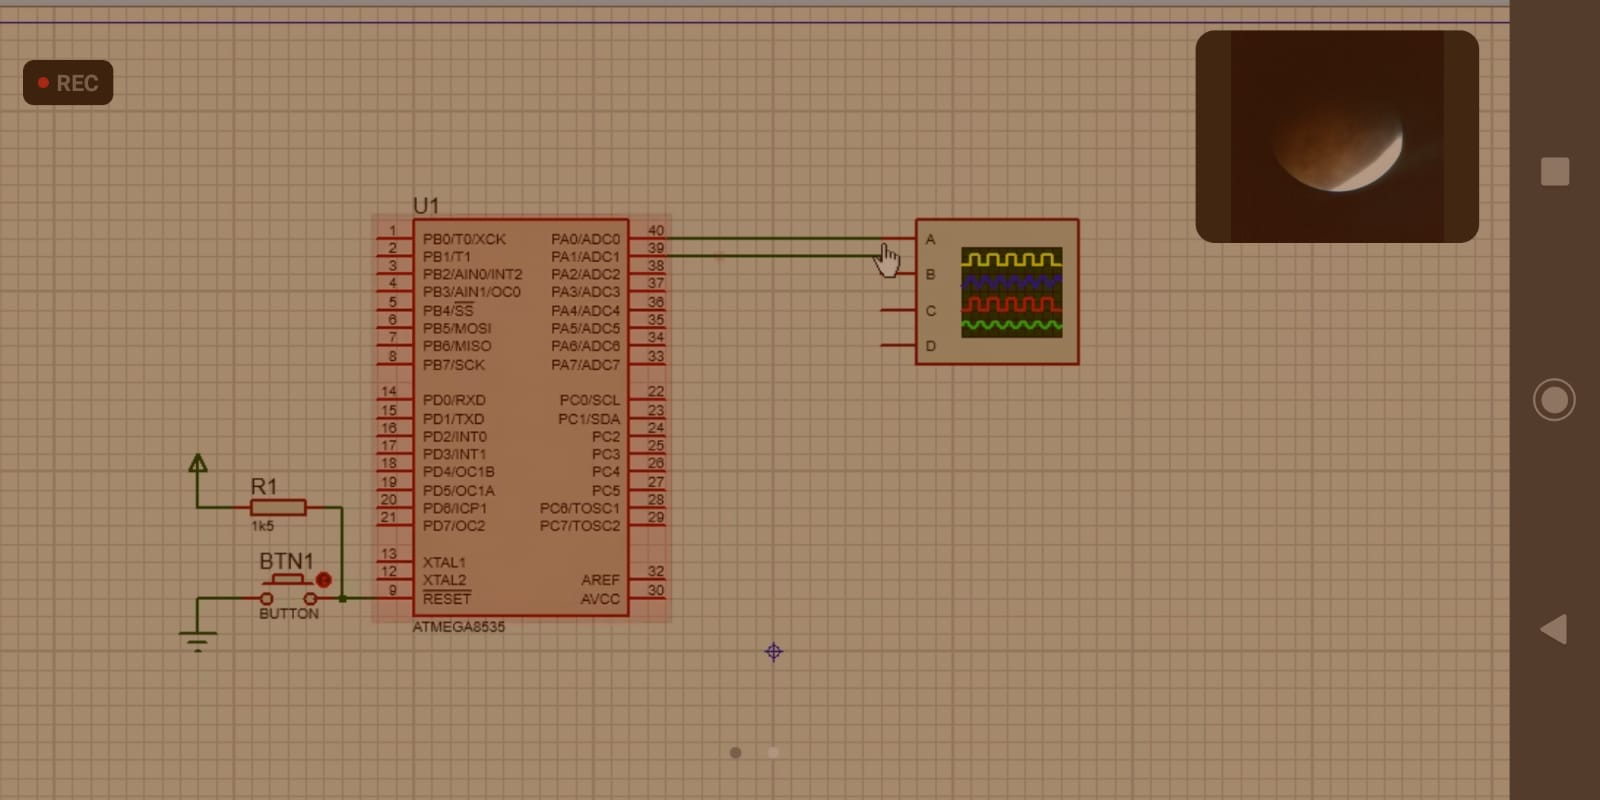 REC
U1
1 PB0/T0/XCK PA0/ADC0 40
2 PB1/T1 PA1/ADC1 39
3 PB2/AIN0/INT2 PA2/ADC2 38
4 PB3/AIN1/OC0 PA3/ADC3 37
5 PB4/SS PA4/ADC4 36
6 PB5/MOSI PA5/ADC5 35
7 PB6/MISO PA6/ADC6 34
8 PB7/SCK PA7/ADC7 33
14 PD0/RXD PC0/SCL 22
15 PD1/TXD PC1/SDA 23
16 PD2/INT0 PC2 24
17 PD3/INT1 PC3 25
18 PD4/OC1B PC4 26
19 PD5/OC1A PC5 27
20 PD6/ICP1 PC6/TOSC1 28
21 PD7/OC2 PC7/TOSC2 29
13 XTAL1
12 XTAL2 AREF 32
9 RESET AVCC 30
ATMEGA8535
A
B
C
D
R1
1k5
BTN1
BUTTON